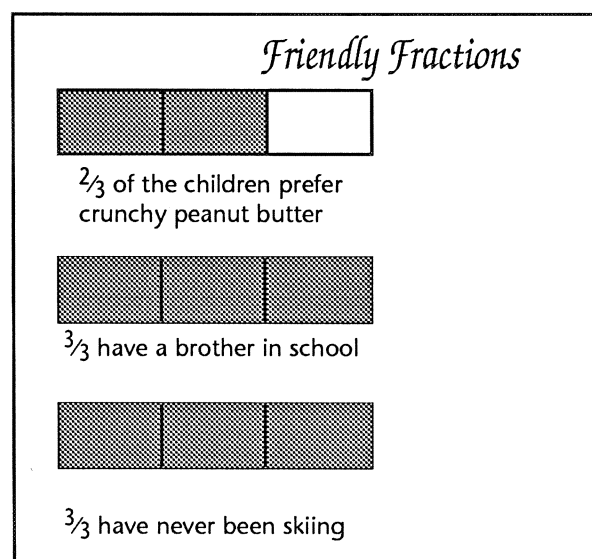 Friendly Fractions
2/3 of the children prefer
crunchy peanut butter
3/3 have a brother in school
3/3 have never been skiing